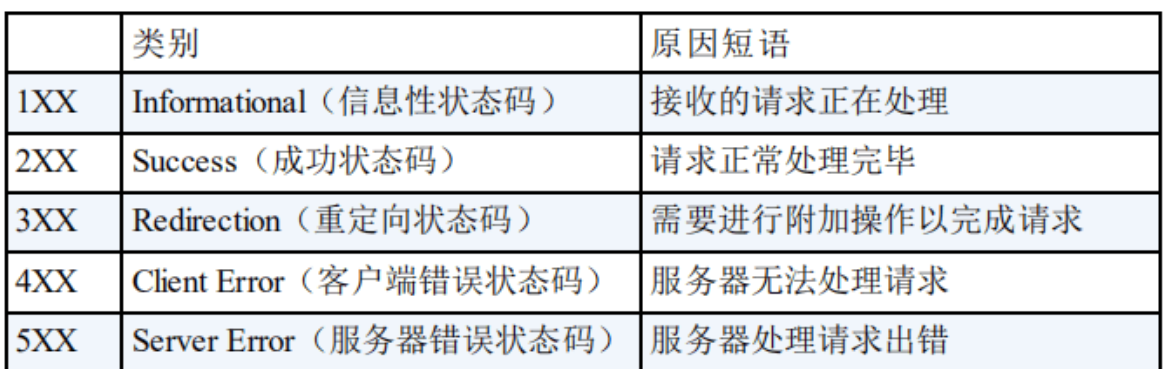 类别 原因短语
1XX Informational（信息性状态码） 接收的请求正在处理
2XX Success（成功状态码） 请求正常处理完毕
3XX Redirection（重定向状态码） 需要进行附加操作以完成请求
4XX Client Error（客户端错误状态码） 服务器无法处理请求
5XX Server Error（服务器错误状态码） 服务器处理请求出错